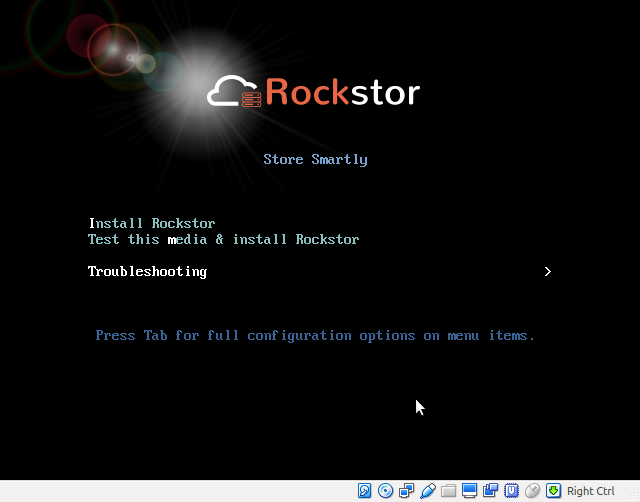 Rockstor
Store Smartly
Install Rockstor
Test this media & install Rockstor
Troubleshooting >
Press Tab for full configuration options on menu items.
Right Ctrl